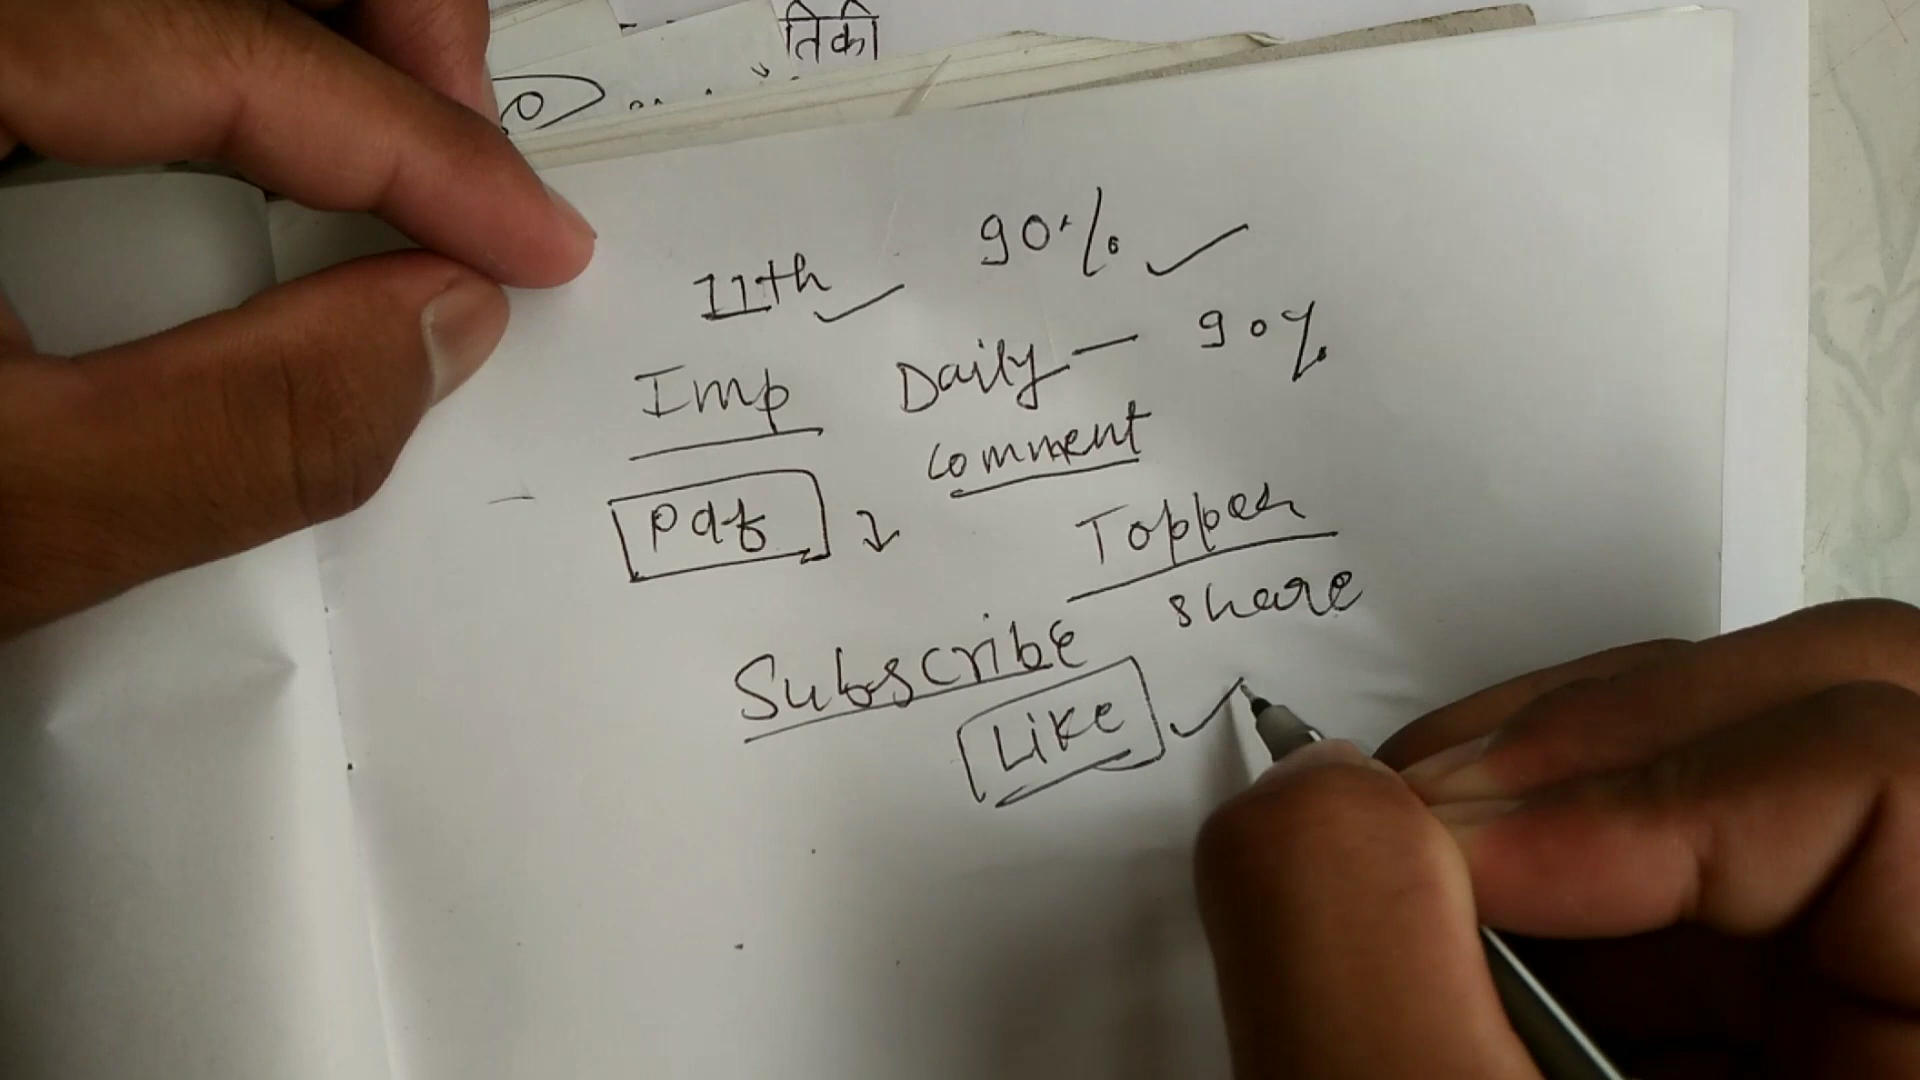 तिकी
11th 90%
Imp Daily — 90%
comment
Pdf
Topper
share
Subscribe
Like